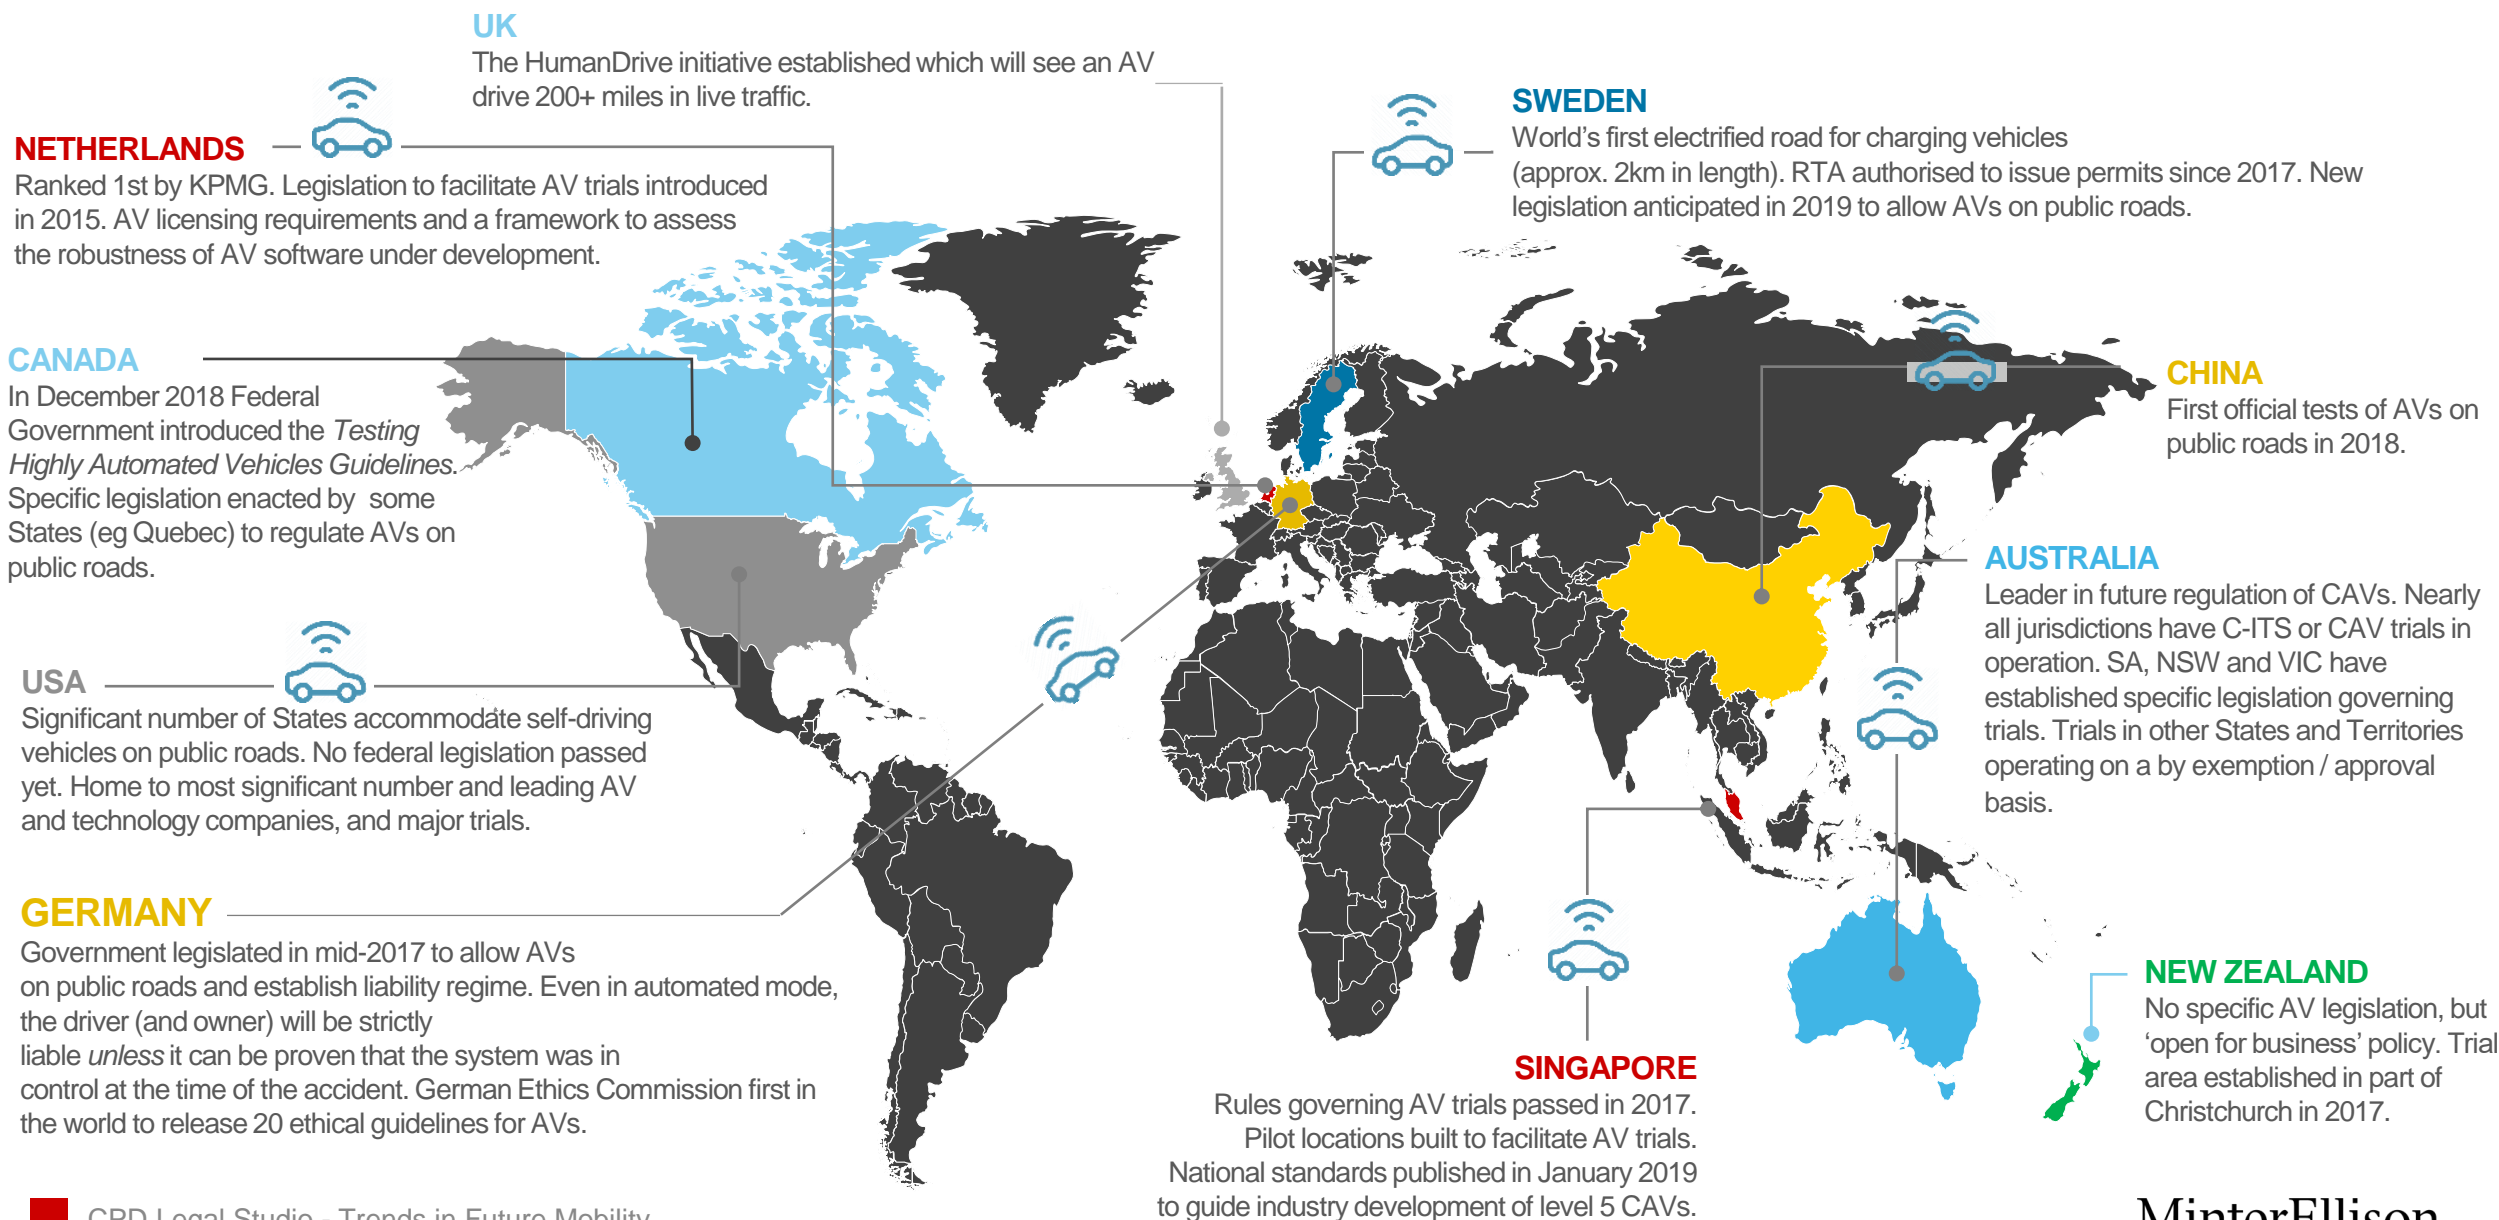 UK
The HumanDrive initiative established which will see an AV
drive 200+ miles in live traffic.
NETHERLANDS
Ranked 1st by KPMG. Legislation to facilitate AV trials introduced
in 2015. AV licensing requirements and a framework to assess
the robustness of AV software under development.
SWEDEN
World's first electrified road for charging vehicles
(approx. 2km in length). RTA authorised to issue permits since 2017. New
legislation anticipated in 2019 to allow AVs on public roads.
CANADA
In December 2018 Federal
Government introduced the Testing
Highly Automated Vehicles Guidelines.
Specific legislation enacted by some
States (eg Quebec) to regulate AVs on
public roads.
CHINA
First official tests of AVs on
public roads in 2018.
AUSTRALIA
Leader in future regulation of CAVs. Nearly
all jurisdictions have C-ITS or CAV trials in
operation. SA, NSW and VIC have
established specific legislation governing
trials. Trials in other States and Territories
operating on a by exemption / approval
basis.
USA
Significant number of States accommodate self-driving
vehicles on public roads. No federal legislation passed
yet. Home to most significant number and leading AV
and technology companies, and major trials.
GERMANY
Government legislated in mid-2017 to allow AVs
on public roads and establish liability regime. Even in automated mode,
the driver (and owner) will be strictly
liable unless it can be proven that the system was in
control at the time of the accident. German Ethics Commission first in
the world to release 20 ethical guidelines for AVs.
NEW ZEALAND
No specific AV legislation, but
'open for business' policy. Trial
area established in part of
Christchurch in 2017.
SINGAPORE
Rules governing AV trials passed in 2017.
Pilot locations built to facilitate AV trials.
National standards published in January 2019
to guide industry development of level 5 CAVs.
CPD Legal Studio - Trends in Future Mobility
MinterEllison